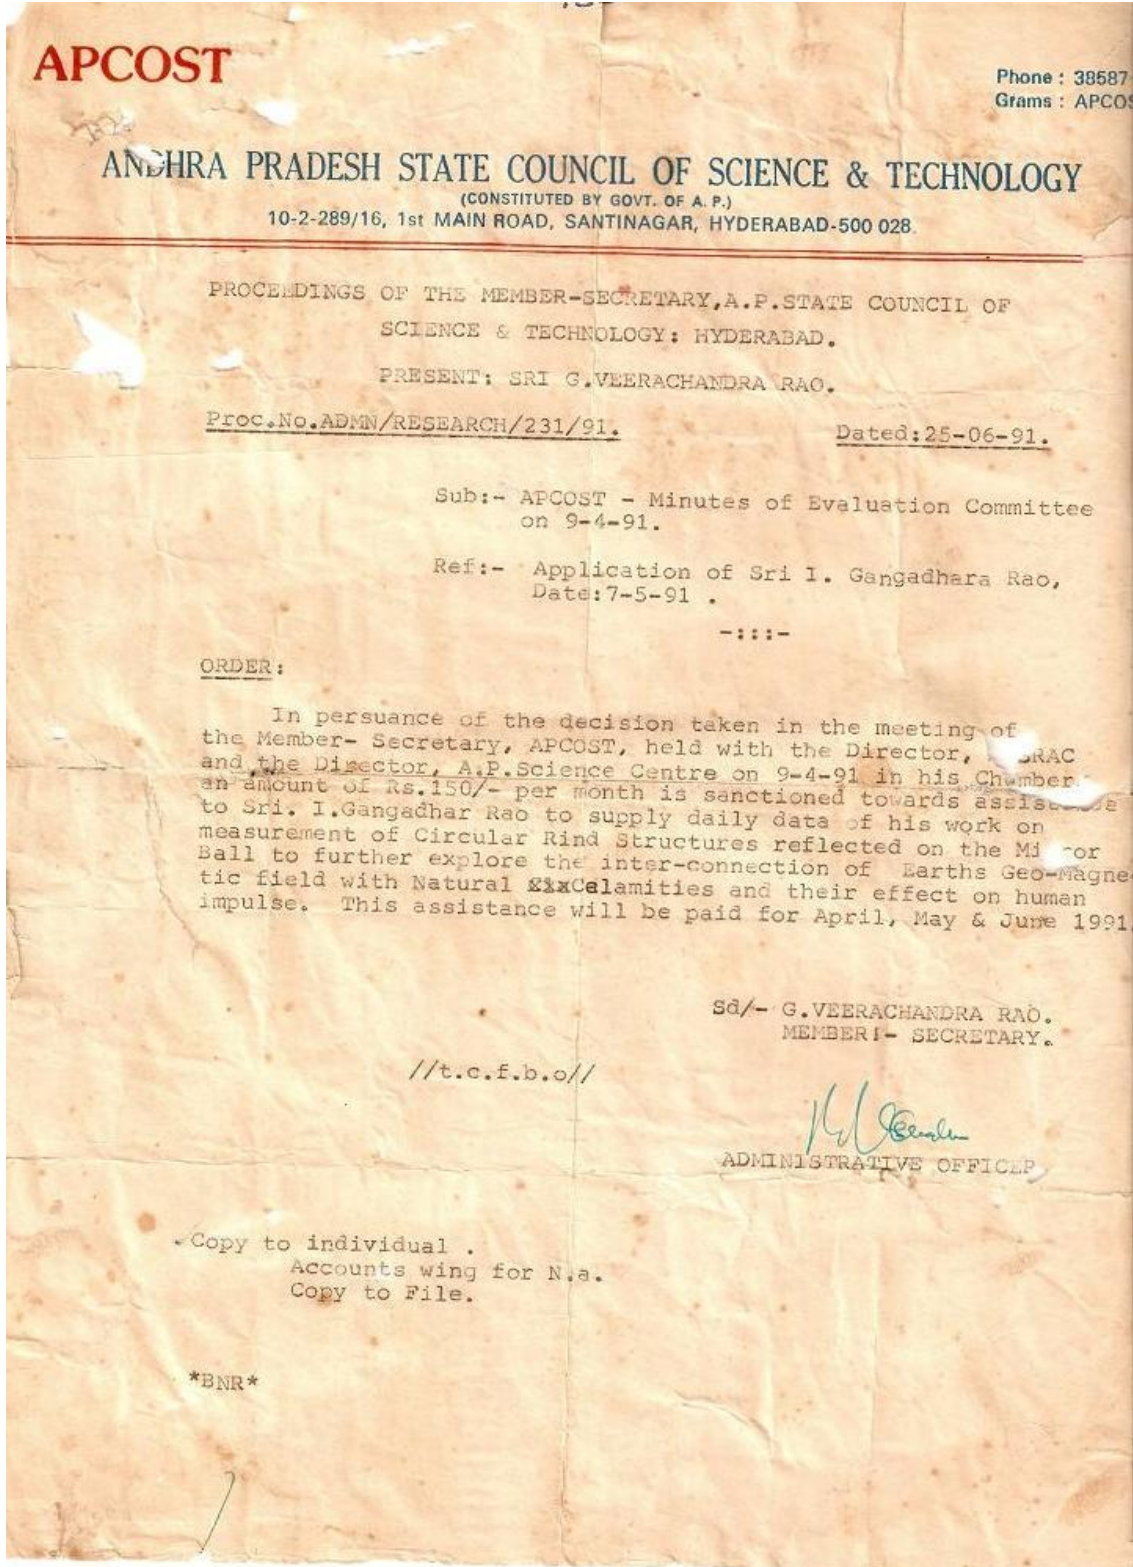 APCOST
Phone : 38587
Grams : APCOS
ANDHRA PRADESH STATE COUNCIL OF SCIENCE & TECHNOLOGY
(CONSTITUTED BY GOVT. OF A. P.)
10-2-289/16, 1st MAIN ROAD, SANTINAGAR, HYDERABAD-500 028.
PROCEEDINGS OF THE MEMBER-SECRETARY,A.P.STATE COUNCIL OF
SCIENCE & TECHNOLOGY: HYDERABAD.
PRESENT: SRI G.VEERACHANDRA RAO.
Proc.No.ADMN/RESEARCH/231/91.
Dated:25-06-91.
Sub:- APCOST - Minutes of Evaluation Committee
on 9-4-91.
Ref:- Application of Sri I. Gangadhara Rao,
Date:7-5-91 .
-:::-
ORDER:
In persuance of the decision taken in the meeting of
the Member- Secretary, APCOST, held with the Director, SRAC
and the Director, A.P.Science Centre on 9-4-91 in his Chamber
an amount of Rs.150/- per month is sanctioned towards assistance
to Sri. I.Gangadhar Rao to supply daily data of his work on
measurement of Circular Rind Structures reflected on the Mi or
Ball to further explore the inter-connection of Earths Geo-Magne-
tic field with Natural Calamities and their effect on human
impulse. This assistance will be paid for April, May & June 1991
Sd/- G.VEERACHANDRA RAO.
MEMBER:- SECRETARY.
//t.c.f.b.o//
ADMINISTRATIVE OFFICER
Copy to individual .
Accounts wing for N.a.
Copy to File.
*BNR*